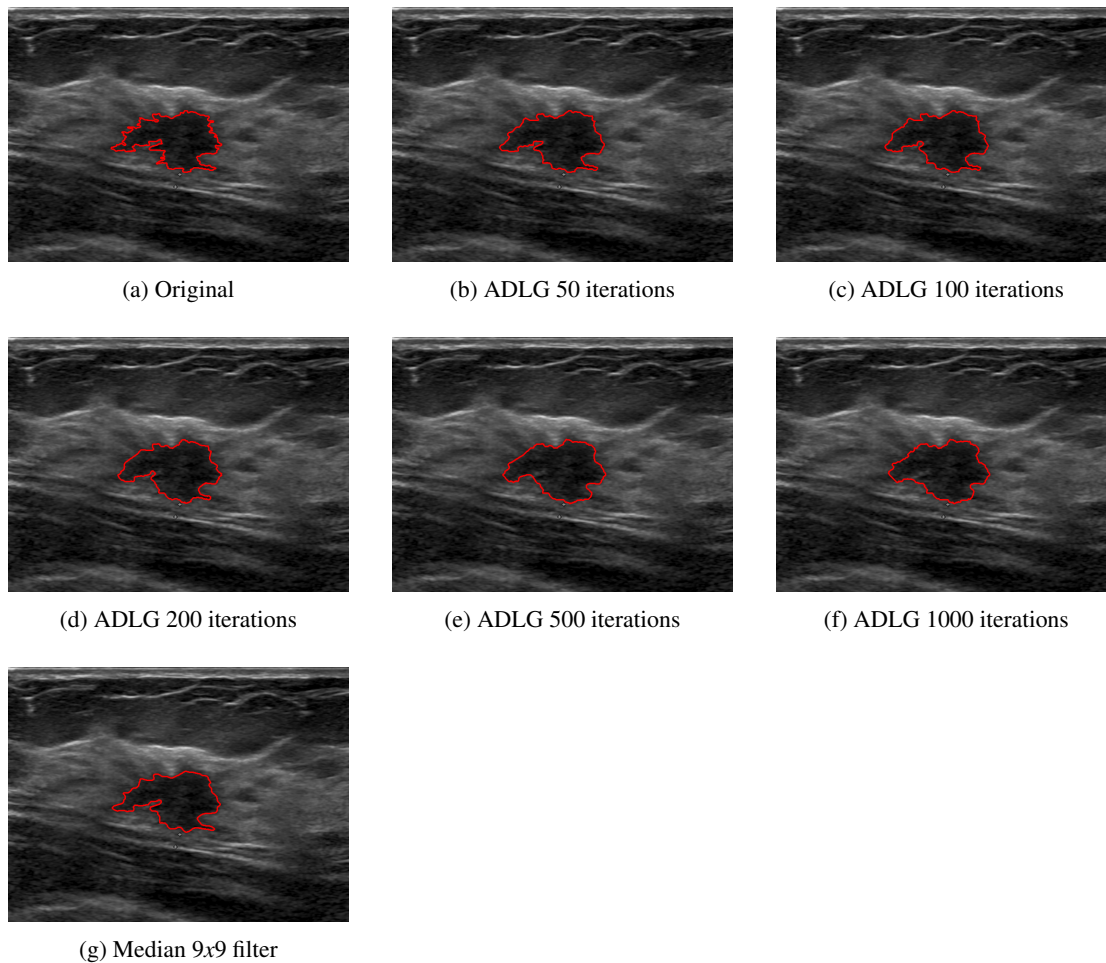 (a) Original
(b) ADLG 50 iterations
(c) ADLG 100 iterations
(d) ADLG 200 iterations
(e) ADLG 500 iterations
(f) ADLG 1000 iterations
(g) Median 9x9 filter